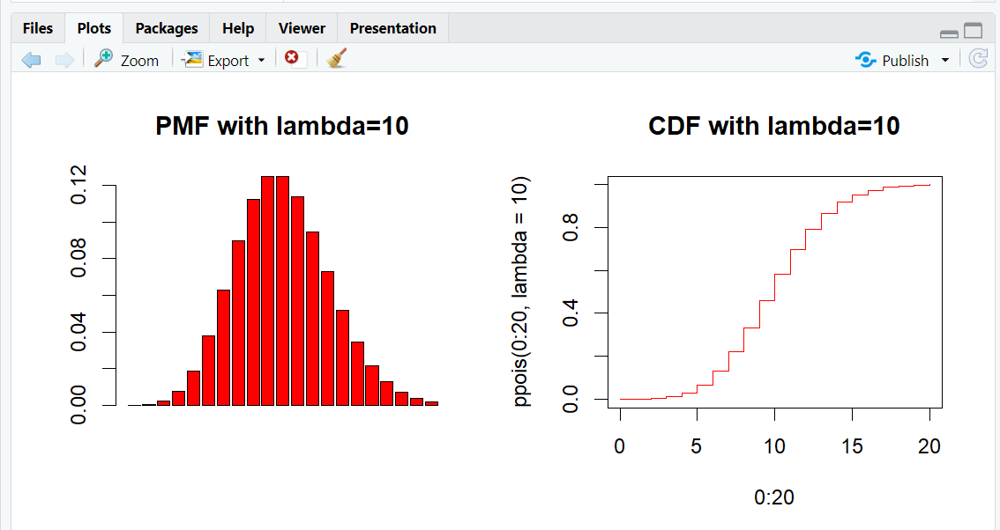 Files Plots Packages Help Viewer Presentation
Zoom Export Publish
PMF with lambda=10
0.12
0.08
0.04
0.00
CDF with lambda=10
ppois(0:20, lambda = 10)
0.8
0.4
0.0
0 5 10 15 20
0:20